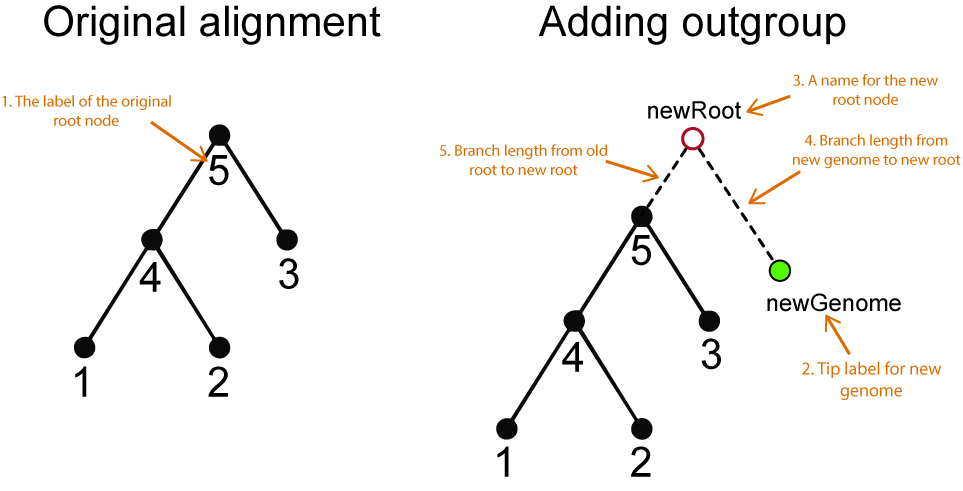 Original alignment
1. The label of the original
root node
5
4
3
1
2
Adding outgroup
3. A name for the new
root node
newRoot
4. Branch length from
new genome to new root
5. Branch length from old
root to new root
5
newGenome
4
3
2. Tip label for new
genome
1
2